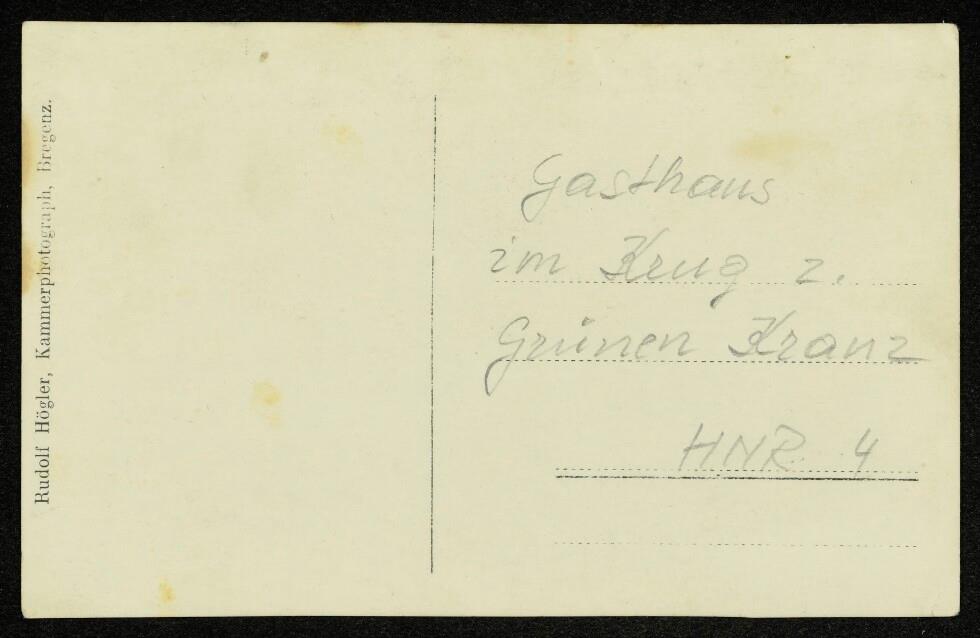 Rudolf Högler, Kammerphotograph, Bregenz.
Gasthaus
im Krug z.
Grünen Kranz
HNR 4